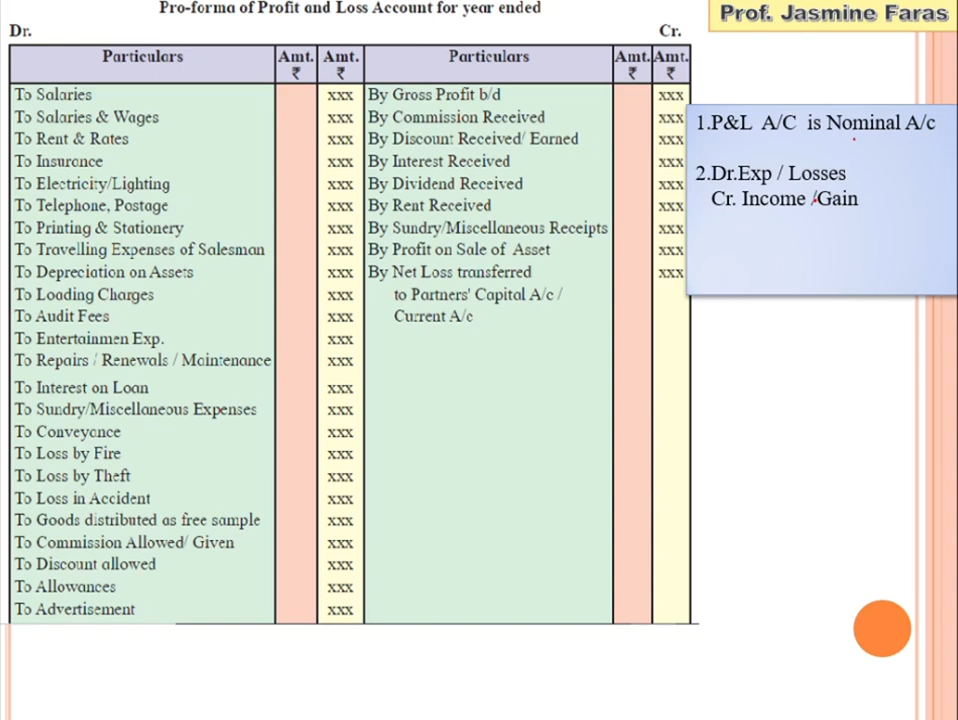 Pro-forma of Profit and Loss Account for year ended
Prof. Jasmine Faras
Dr. Cr.
Particulars Amt. ₹ Amt. ₹ Particulars Amt. ₹ Amt. ₹
To Salaries xxx By Gross Profit b/d xxx
To Salaries & Wages xxx By Commission Received xxx
To Rent & Rates xxx By Discount Received/ Earned xxx
To Insurance xxx By Interest Received xxx
To Electricity/Lighting xxx By Dividend Received xxx
To Telephone, Postage xxx By Rent Received xxx
To Printing & Stationery xxx By Sundry/Miscellaneous Receipts xxx
To Travelling Expenses of Salesman xxx By Profit on Sale of Asset xxx
To Depreciation on Assets xxx By Net Loss transferred xxx
To Loading Charges xxx to Partners' Capital A/c /
To Audit Fees xxx Current A/c
To Entertainmen Exp. xxx
To Repairs / Renewals / Maintenance xxx
To Interest on Loan xxx
To Sundry/Miscellaneous Expenses xxx
To Conveyance xxx
To Loss by Fire xxx
To Loss by Theft xxx
To Loss in Accident xxx
To Goods distributed as free sample xxx
To Commission Allowed/ Given xxx
To Discount allowed xxx
To Allowances xxx
To Advertisement xxx
1.P&L A/C is Nominal A/c
2.Dr.Exp / Losses
Cr. Income /Gain